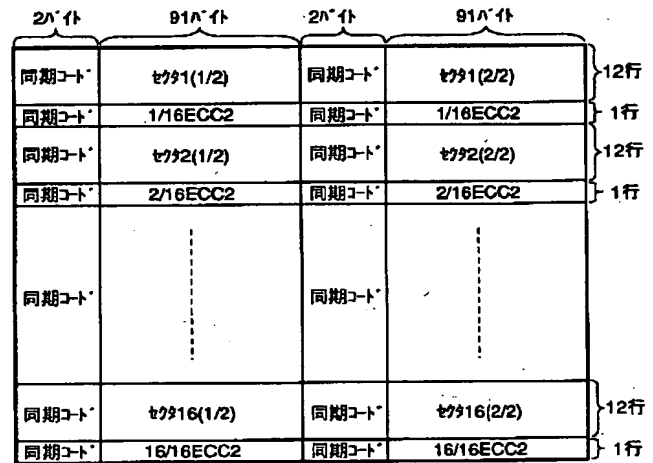 2ﾊﾞｲﾄ 91ﾊﾞｲﾄ 2ﾊﾞｲﾄ 91ﾊﾞｲﾄ
同期ｺｰﾄﾞ ｾｸﾀ1(1/2) 同期ｺｰﾄﾞ ｾｸﾀ1(2/2) 12行
同期ｺｰﾄﾞ 1/16ECC2 同期ｺｰﾄﾞ 1/16ECC2 1行
同期ｺｰﾄﾞ ｾｸﾀ2(1/2) 同期ｺｰﾄﾞ ｾｸﾀ2(2/2) 12行
同期ｺｰﾄﾞ 2/16ECC2 同期ｺｰﾄﾞ 2/16ECC2 1行
同期ｺｰﾄﾞ 同期ｺｰﾄﾞ
同期ｺｰﾄﾞ ｾｸﾀ16(1/2) 同期ｺｰﾄﾞ ｾｸﾀ16(2/2) 12行
同期ｺｰﾄﾞ 16/16ECC2 同期ｺｰﾄﾞ 16/16ECC2 1行